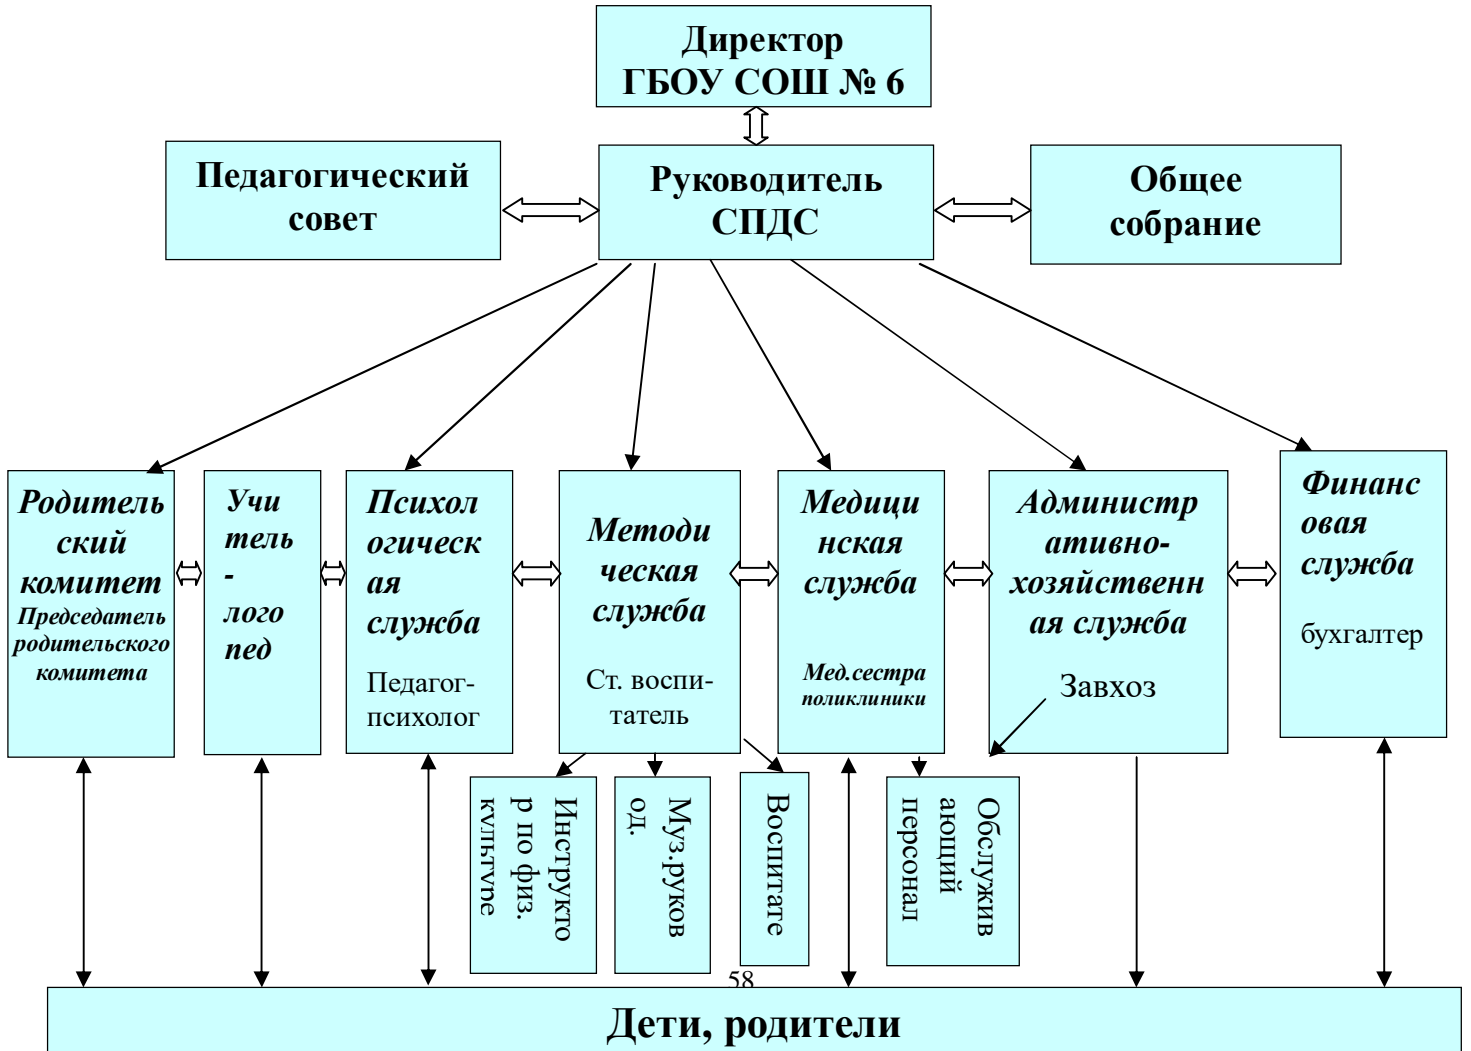 Директор
ГБОУ СОШ № 6
Педагогический
совет
Руководитель
СПДС
Общее
собрание
Родитель
ский
комитет
Председатель
родительского
комитета
Учи
тель
-
лого
пед
Психол
огическ
ая
служба
Педагог-
психолог
Методи
ческая
служба
Ст. воспи-
татель
Медици
нская
служба
Мед.сестра
поликлиники
Администр
ативно-
хозяйственн
ая служба
Завхоз
Финанс
овая
служба
бухгалтер
Инструкто
р по физ.
культуре
Муз.руков
од.
Воспитате
Обслужив
ающий
персонал
58
Дети, родители